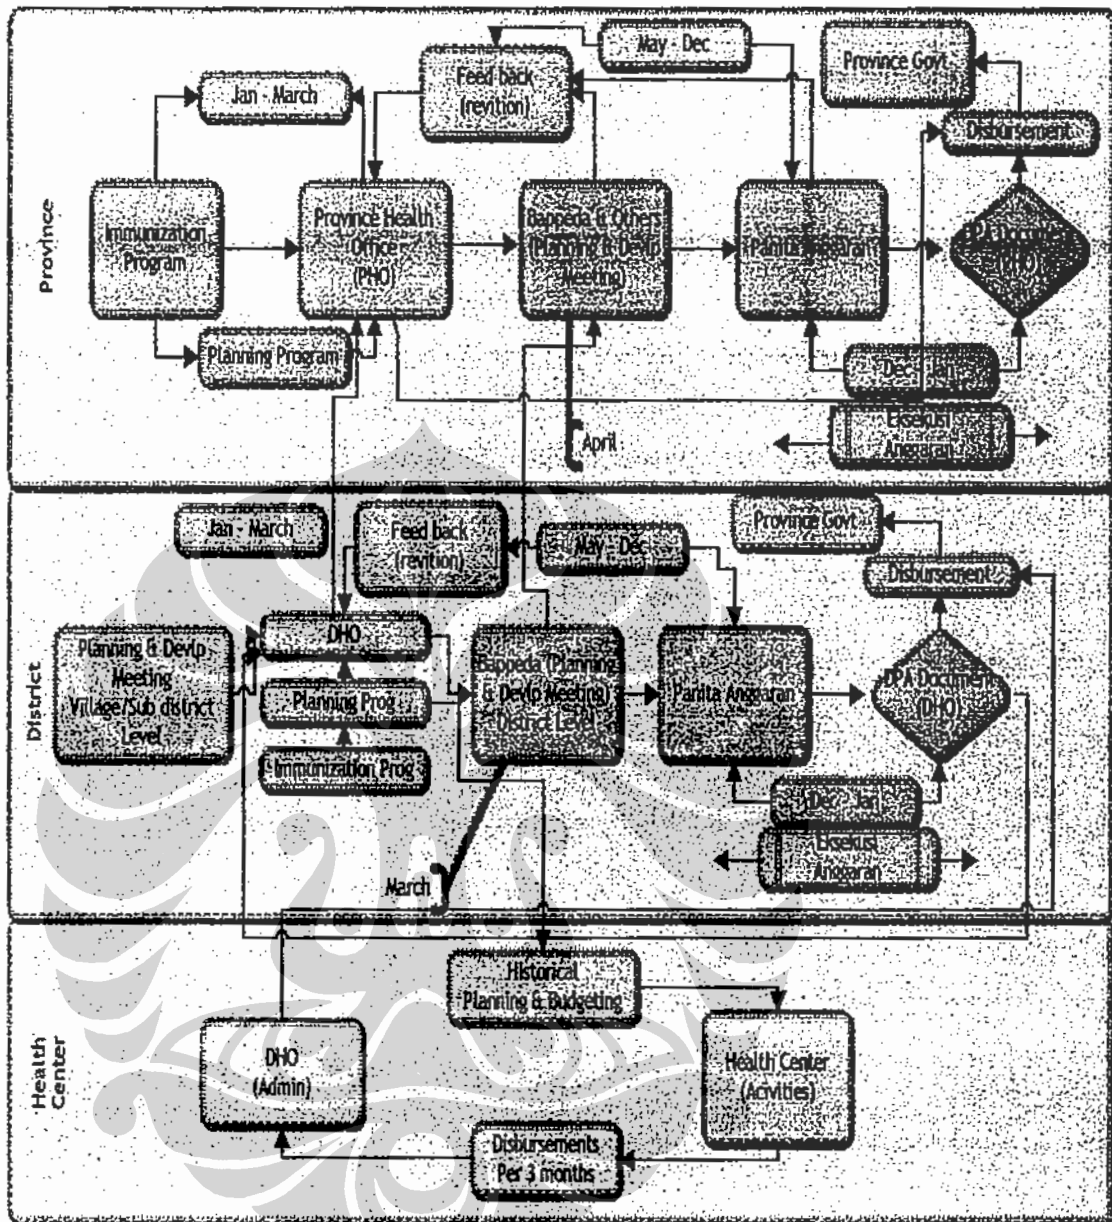 Province
May - Dec
Province Govt
Feed back
(revition)
Jan - March
Disbursement
Immunization
Program
Province Health
Office
(PHO)
Bappeda & Others
(Planning & Devlp
Meeting)
Panita Anggaran
DPA Document
(PHO)
Planning Program
Dec - Jan
April
Eksekusi
Anggaran
District
Jan - March
Feed back
(revition)
May - Dec
Province Govt
Disbursement
Planning & Devlp
Meeting
Village/Sub district
Level
DHO
Planning Prog
Immunization Prog
Bappeda (Planning
& Devlp Meeting)
District Level
Panita Anggaran
DPA Document
(DHO)
Dec - Jan
Eksekusi
Anggaran
March
Health
Center
Historical
Planning & Budgeting
DHO
(Admin)
Health Center
(Acivities)
Disbursements
Per 3 months